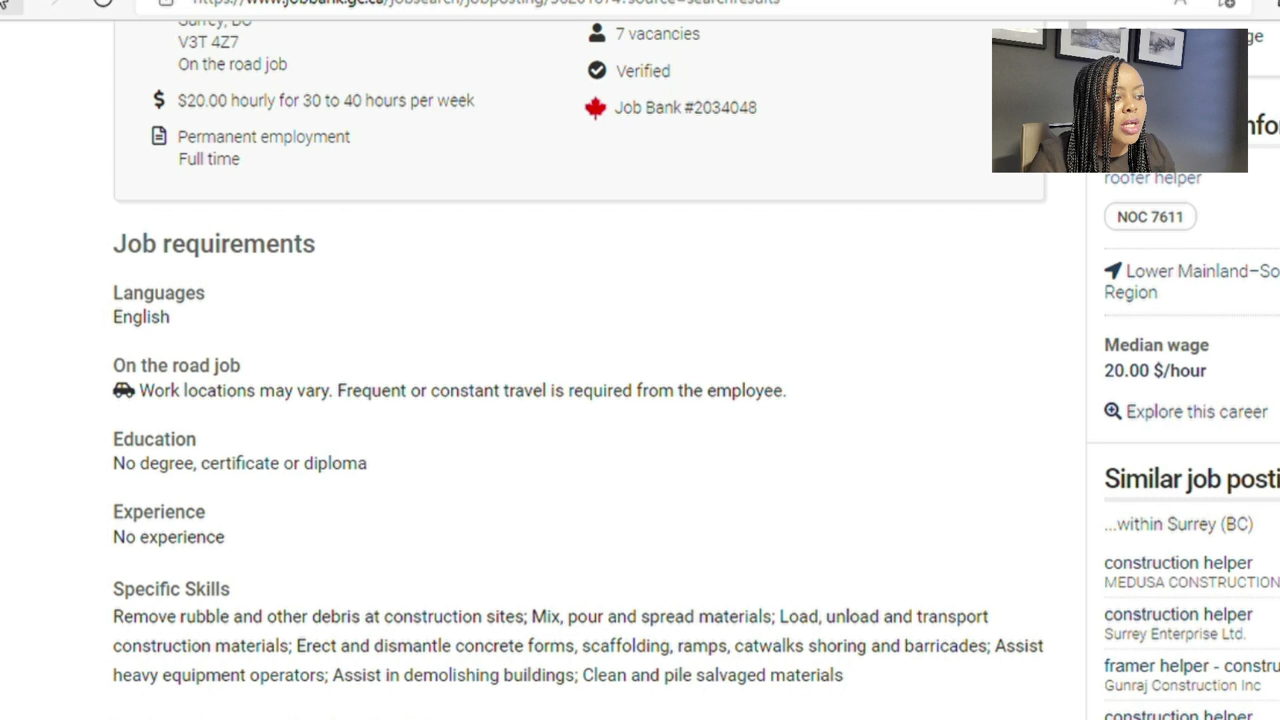 Surrey, BC
V3T 4Z7
On the road job
$20.00 hourly for 30 to 40 hours per week
Permanent employment
Full time
7 vacancies
Verified
Job Bank #2034048
Job requirements
Languages
English
On the road job
Work locations may vary. Frequent or constant travel is required from the employee.
Education
No degree, certificate or diploma
Experience
No experience
Specific Skills
Remove rubble and other debris at construction sites; Mix, pour and spread materials; Load, unload and transport
construction materials; Erect and dismantle concrete forms, scaffolding, ramps, catwalks shoring and barricades; Assist
heavy equipment operators; Assist in demolishing buildings; Clean and pile salvaged materials
roofer helper
NOC 7611
Lower Mainland–So
Region
Median wage
20.00 $/hour
Explore this career
Similar job posti
...within Surrey (BC)
construction helper
MEDUSA CONSTRUCTION
construction helper
Surrey Enterprise Ltd.
framer helper - constru
Gunraj Construction Inc
construction helper